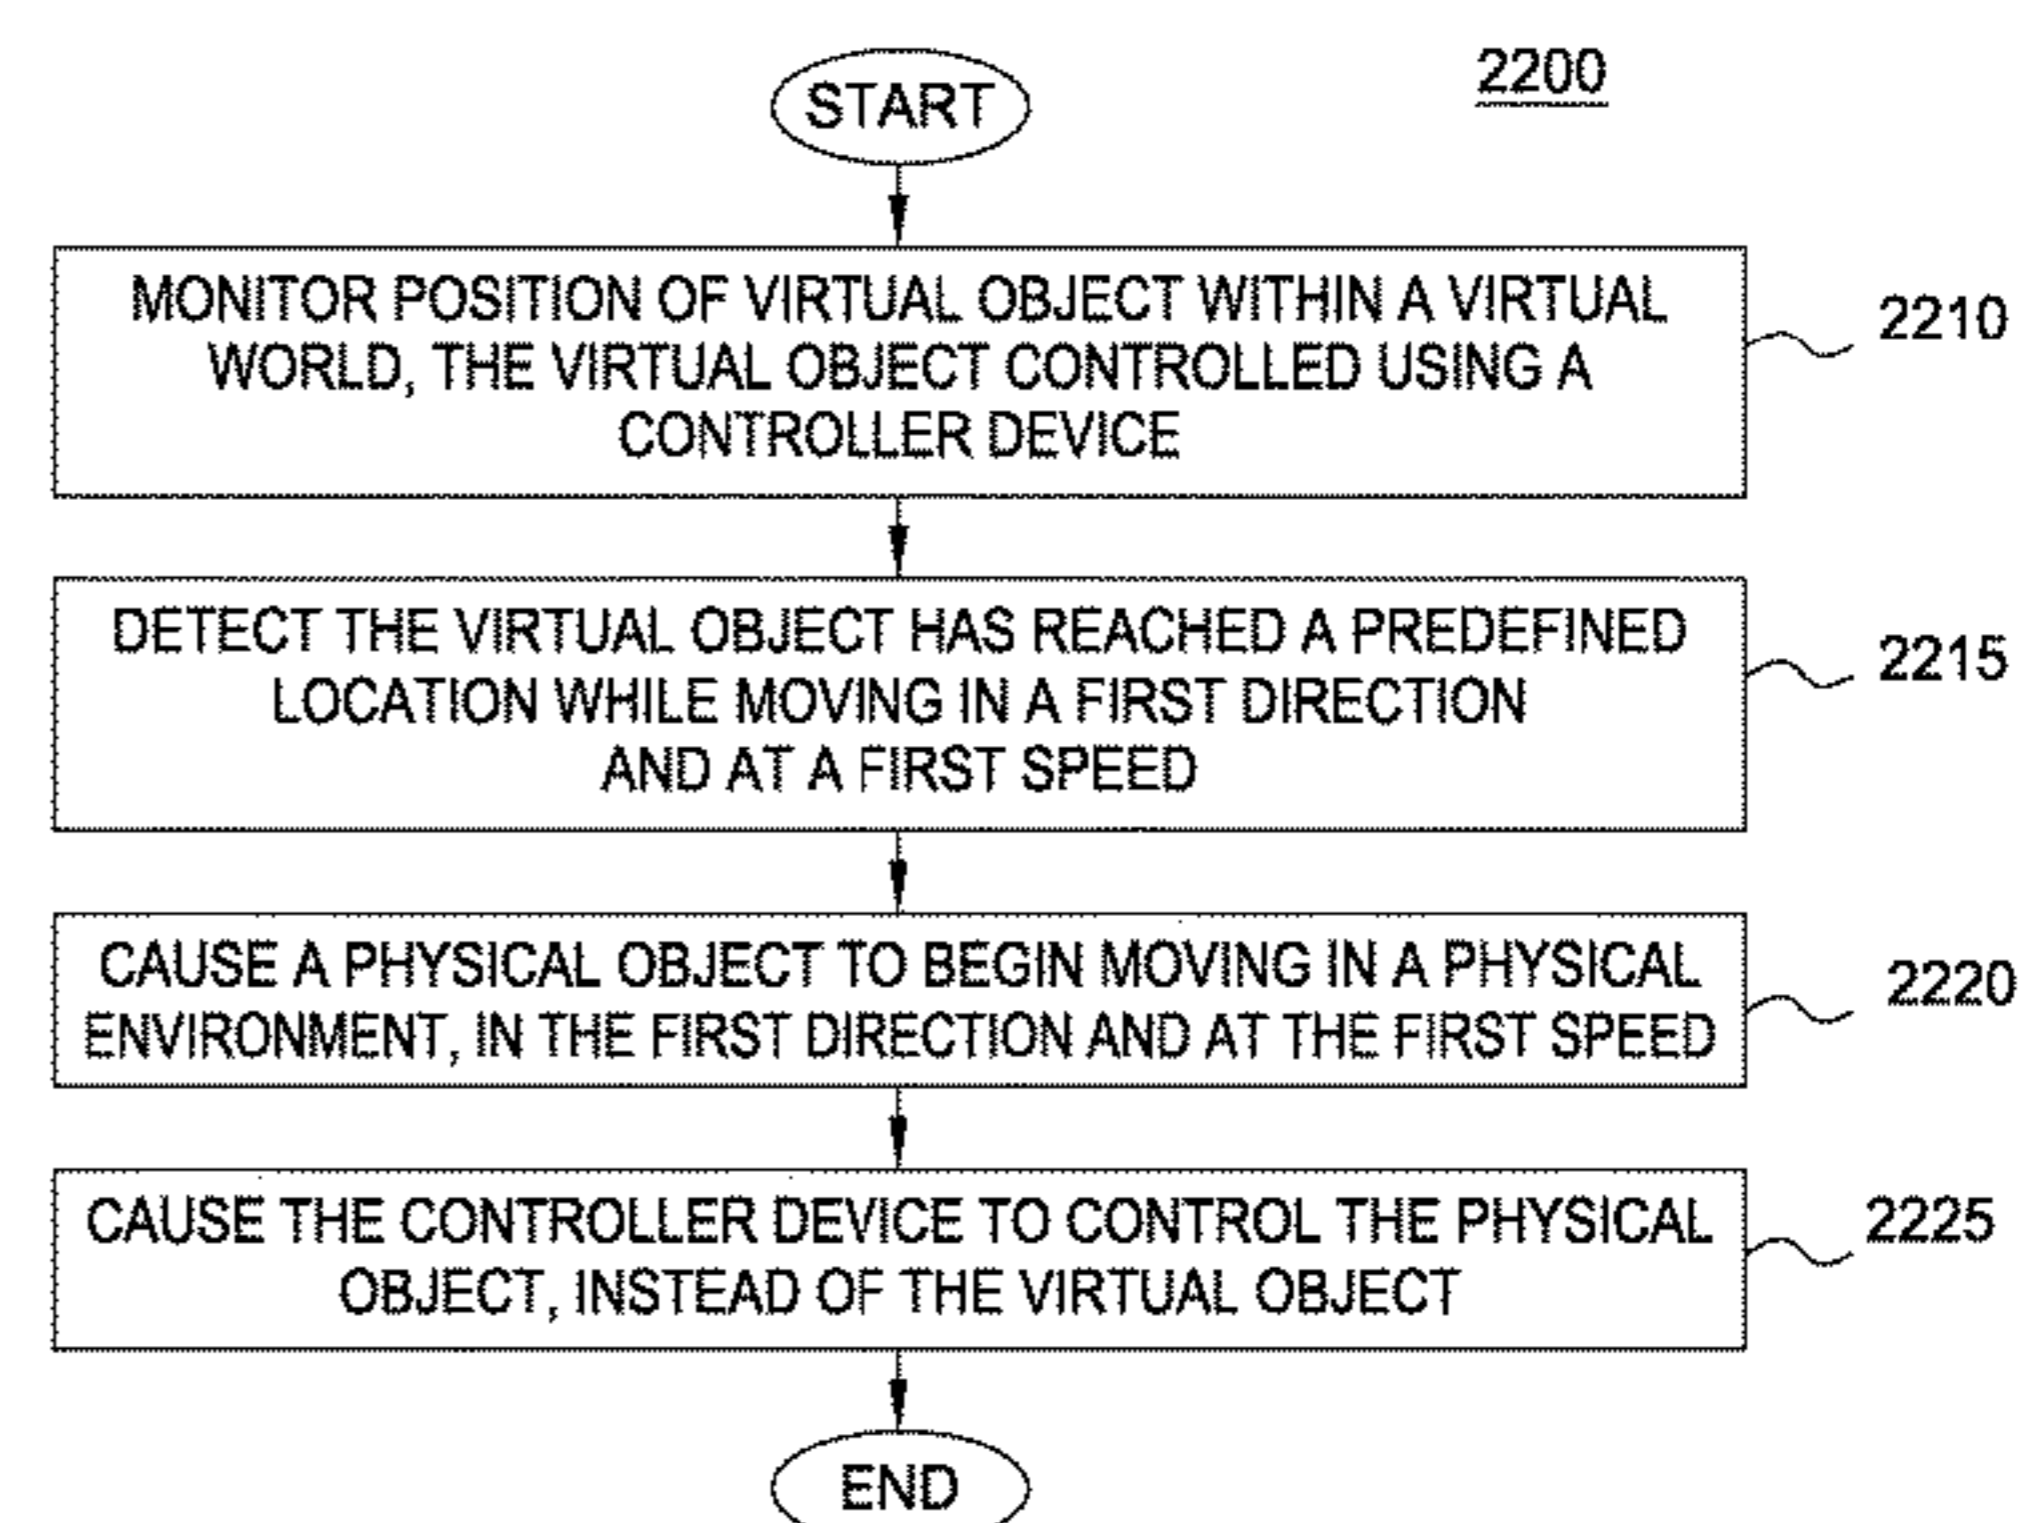 2200
START
MONITOR POSITION OF VIRTUAL OBJECT WITHIN A VIRTUAL
WORLD, THE VIRTUAL OBJECT CONTROLLED USING A
CONTROLLER DEVICE
2210
DETECT THE VIRTUAL OBJECT HAS REACHED A PREDEFINED
LOCATION WHILE MOVING IN A FIRST DIRECTION
AND AT A FIRST SPEED
2215
CAUSE A PHYSICAL OBJECT TO BEGIN MOVING IN A PHYSICAL
ENVIRONMENT, IN THE FIRST DIRECTION AND AT THE FIRST SPEED
2220
CAUSE THE CONTROLLER DEVICE TO CONTROL THE PHYSICAL
OBJECT, INSTEAD OF THE VIRTUAL OBJECT
2225
END